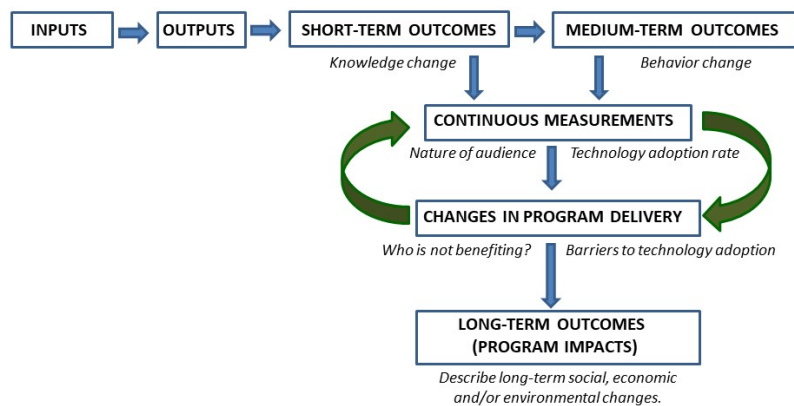 INPUTS
OUTPUTS
SHORT-TERM OUTCOMES
MEDIUM-TERM OUTCOMES
Knowledge change
Behavior change
CONTINUOUS MEASUREMENTS
Nature of audience
Technology adoption rate
CHANGES IN PROGRAM DELIVERY
Who is not benefiting?
Barriers to technology adoption
LONG-TERM OUTCOMES
(PROGRAM IMPACTS)
Describe long-term social, economic
and/or environmental changes.